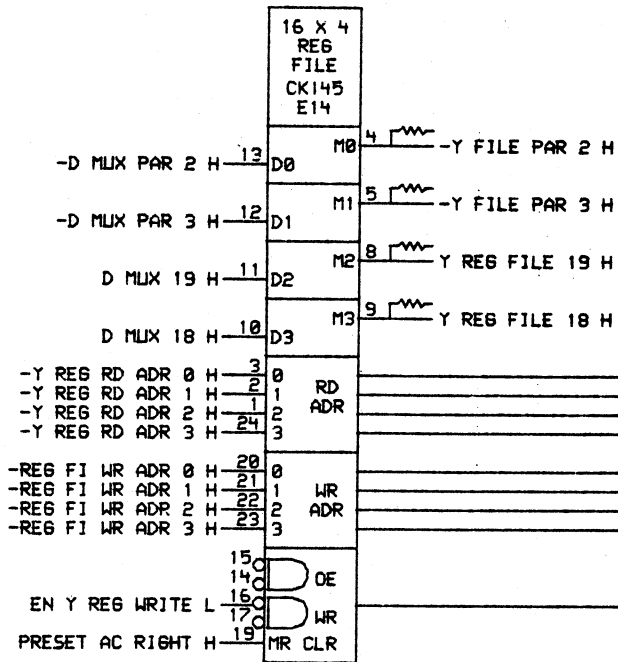 16 X 4
REG
FILE
CK145
E14
4
M0 -Y FILE PAR 2 H
-D MUX PAR 2 H 13 D0
5
M1 -Y FILE PAR 3 H
-D MUX PAR 3 H 12 D1
8
M2 Y REG FILE 19 H
D MUX 19 H 11 D2
9
M3 Y REG FILE 18 H
D MUX 18 H 10 D3
-Y REG RD ADR 0 H 3 0
-Y REG RD ADR 1 H 2 1 RD
-Y REG RD ADR 2 H 1 2 ADR
-Y REG RD ADR 3 H 24 3
-REG FI WR ADR 0 H 20 0
-REG FI WR ADR 1 H 21 1 WR
-REG FI WR ADR 2 H 22 2 ADR
-REG FI WR ADR 3 H 23 3
15
14 OE
EN Y REG WRITE L 16
17 WR
PRESET AC RIGHT H 19 MR CLR